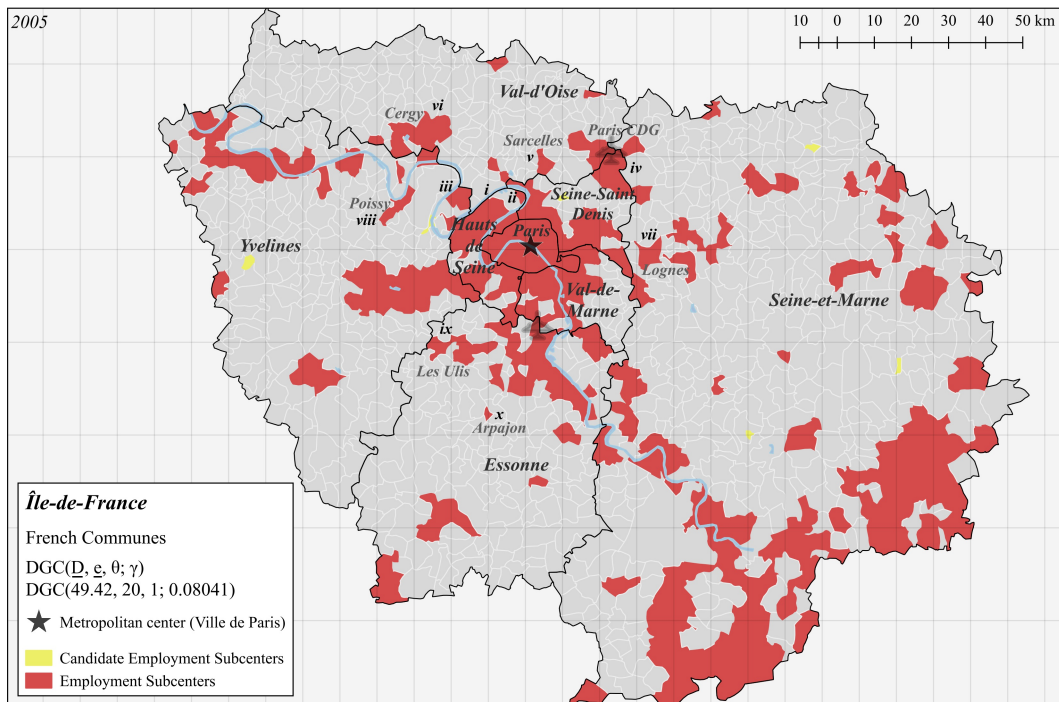 2005
10 0 10 20 30 40 50 km
Val-d'Oise
Cergy vi
Sarcelles
v
Paris CDG
iv
iii
i
ii
Seine-Saint
Denis
Poissy
viii
Hauts
de
Seine
Paris
vii
Lognes
Yvelines
Val-de-
Marne
Seine-et-Marne
ix
Les Ulis
x
Arpajon
Essonne
Île-de-France
French Communes
DGC(D, e, θ; γ)
DGC(49.42, 20, 1; 0.08041)
Metropolitan center (Ville de Paris)
Candidate Employment Subcenters
Employment Subcenters